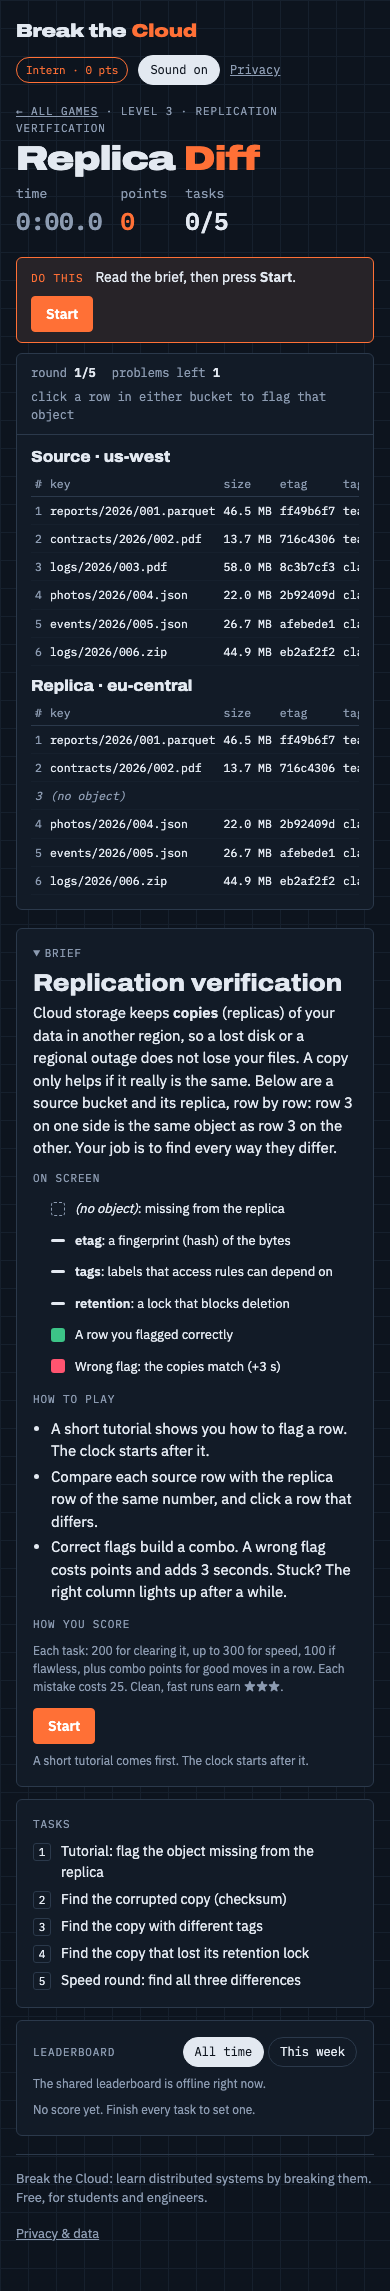 Break the Cloud
Intern · 0 pts
Sound on
Privacy
← ALL GAMES · LEVEL 3 · REPLICATION
VERIFICATION
Replica Diff
time points tasks
0:00.0 0 0/5
DO THIS Read the brief, then press Start.
Start
round 1/5 problems left 1
click a row in either bucket to flag that
object
Source · us-west
# key size etag
1 reports/2026/001.parquet 46.5 MB ff49b6f7
2 contracts/2026/002.pdf 13.7 MB 716c4306
3 logs/2026/003.pdf 58.0 MB 8c3b7cf3
4 photos/2026/004.json 22.0 MB 2b92409d
5 events/2026/005.json 26.7 MB afebede1
6 logs/2026/006.zip 44.9 MB eb2af2f2
Replica · eu-central
# key size etag
1 reports/2026/001.parquet 46.5 MB ff49b6f7
2 contracts/2026/002.pdf 13.7 MB 716c4306
3 (no object)
4 photos/2026/004.json 22.0 MB 2b92409d
5 events/2026/005.json 26.7 MB afebede1
6 logs/2026/006.zip 44.9 MB eb2af2f2
▼ BRIEF
Replication verification
Cloud storage keeps copies (replicas) of your
data in another region, so a lost disk or a
regional outage does not lose your files. A copy
only helps if it really is the same. Below are a
source bucket and its replica, row by row: row 3
on one side is the same object as row 3 on the
other. Your job is to find every way they differ.
ON SCREEN
(no object): missing from the replica
etag: a fingerprint (hash) of the bytes
tags: labels that access rules can depend on
retention: a lock that blocks deletion
A row you flagged correctly
Wrong flag: the copies match (+3 s)
HOW TO PLAY
• A short tutorial shows you how to flag a row.
The clock starts after it.
• Compare each source row with the replica
row of the same number, and click a row that
differs.
• Correct flags build a combo. A wrong flag
costs points and adds 3 seconds. Stuck? The
right column lights up after a while.
HOW YOU SCORE
Each task: 200 for clearing it, up to 300 for speed, 100 if
flawless, plus combo points for good moves in a row. Each
mistake costs 25. Clean, fast runs earn ★★★.
Start
A short tutorial comes first. The clock starts after it.
TASKS
1 Tutorial: flag the object missing from the
replica
2 Find the corrupted copy (checksum)
3 Find the copy with different tags
4 Find the copy that lost its retention lock
5 Speed round: find all three differences
LEADERBOARD
All time
This week
The shared leaderboard is offline right now.
No score yet. Finish every task to set one.
Break the Cloud: learn distributed systems by breaking them.
Free, for students and engineers.
Privacy & data